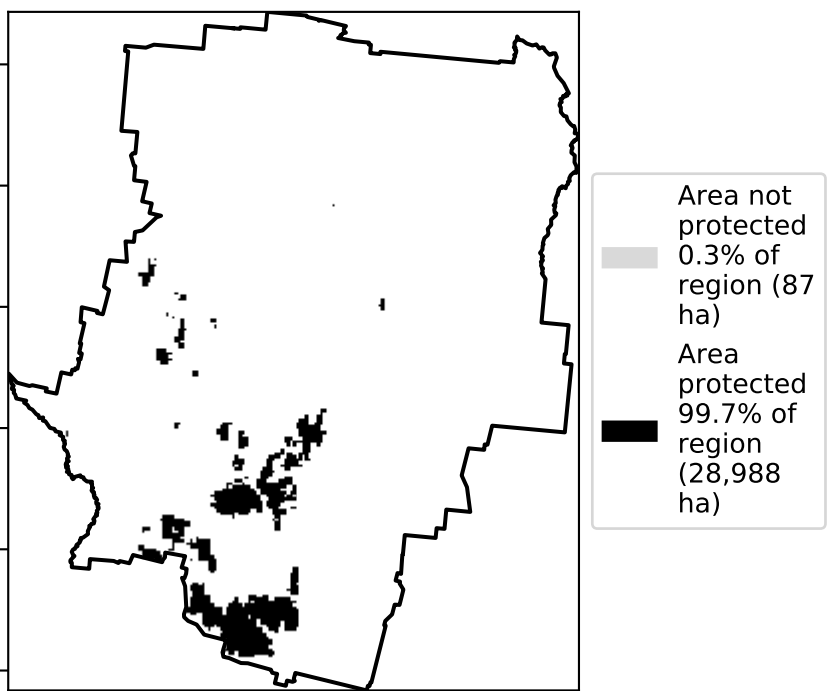 Area not
protected
0.3% of
region (87
ha)
Area
protected
99.7% of
region
(28,988
ha)